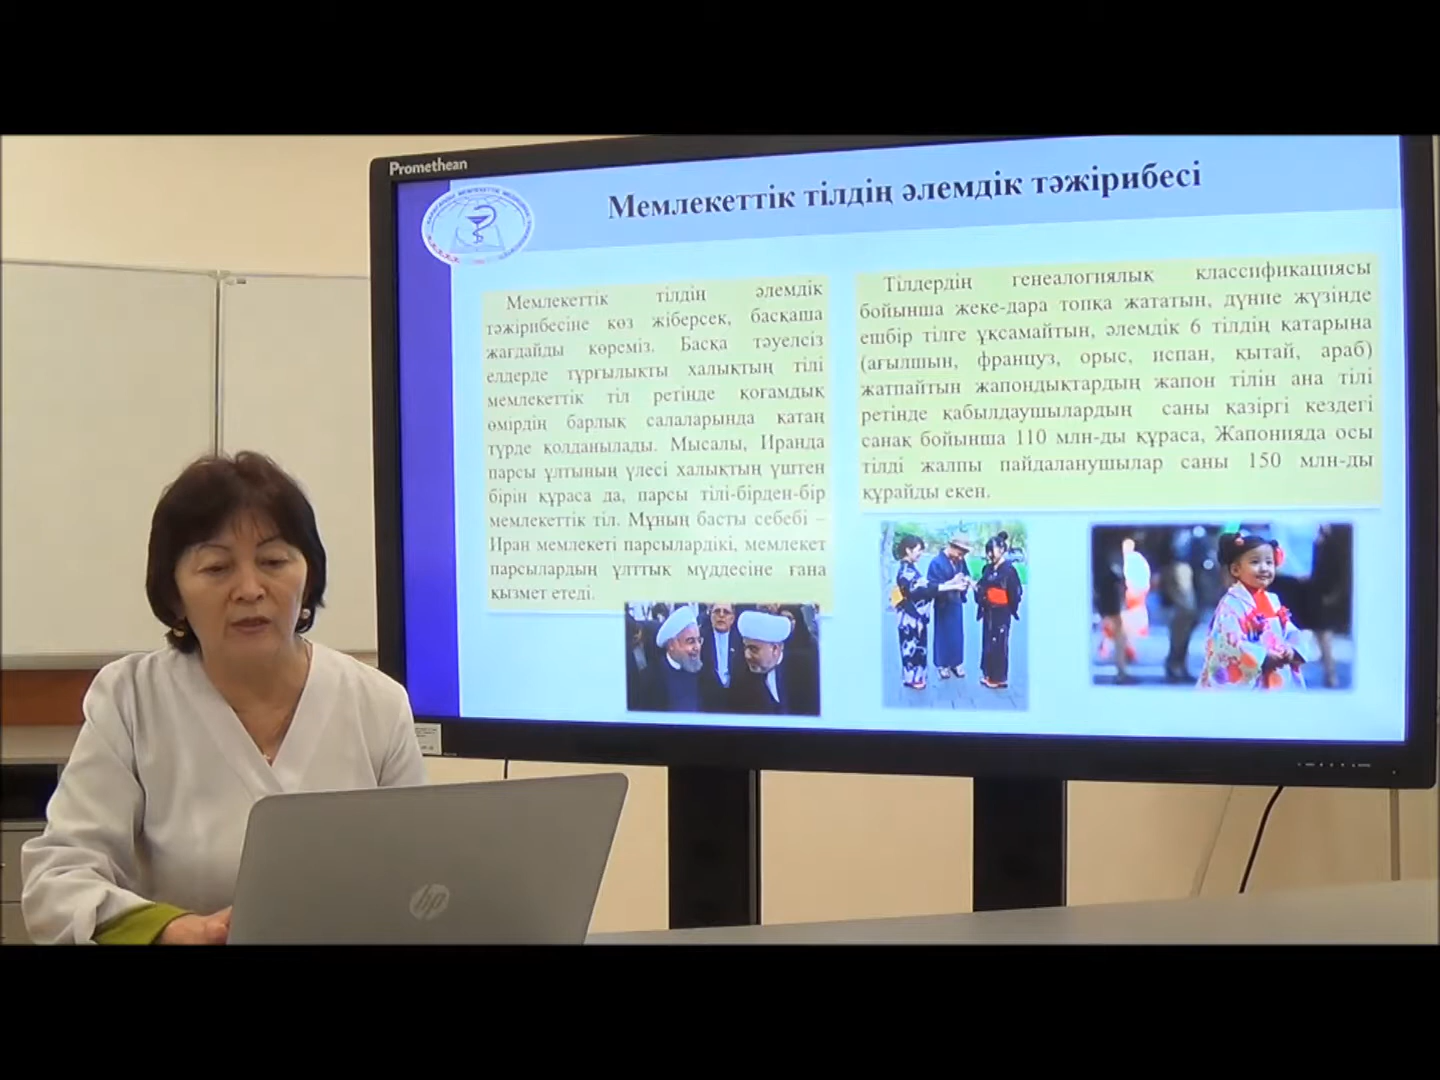 Promethean
Мемлекеттік тілдің әлемдік тәжірибесі
Мемлекеттік тілдің әлемдік
тәжірибесіне көз жіберсек, басқаша
жағдайды көреміз. Басқа тәуелсіз
елдерде тұрғылықты халықтың тілі
мемлекеттік тіл ретінде қоғамдық
өмірдің барлық салаларында қатаң
түрде қолданылады. Мысалы, Иранда
парсы ұлтының үлесі халықтың үштен
бірін құраса да, парсы тілі-бірден-бір
мемлекеттік тіл. Мұның басты себебі –
Иран мемлекеті парсылардікі, мемлекет
парсылардың ұлттық мүддесіне ғана
қызмет етеді.
Тілдердің генеалогиялық классификациясы
бойынша жеке-дара топқа жататын, дүние жүзінде
ешбір тілге ұқсамайтын, әлемдік 6 тілдің қатарына
(ағылшын, француз, орыс, испан, қытай, араб)
жатпайтын жапондықтардың жапон тілін ана тілі
ретінде қабылдаушылардың саны қазіргі кездегі
санақ бойынша 110 млн-ды құраса, Жапонияда осы
тілді жалпы пайдаланушылар саны 150 млн-ды
құрайды екен.
hp